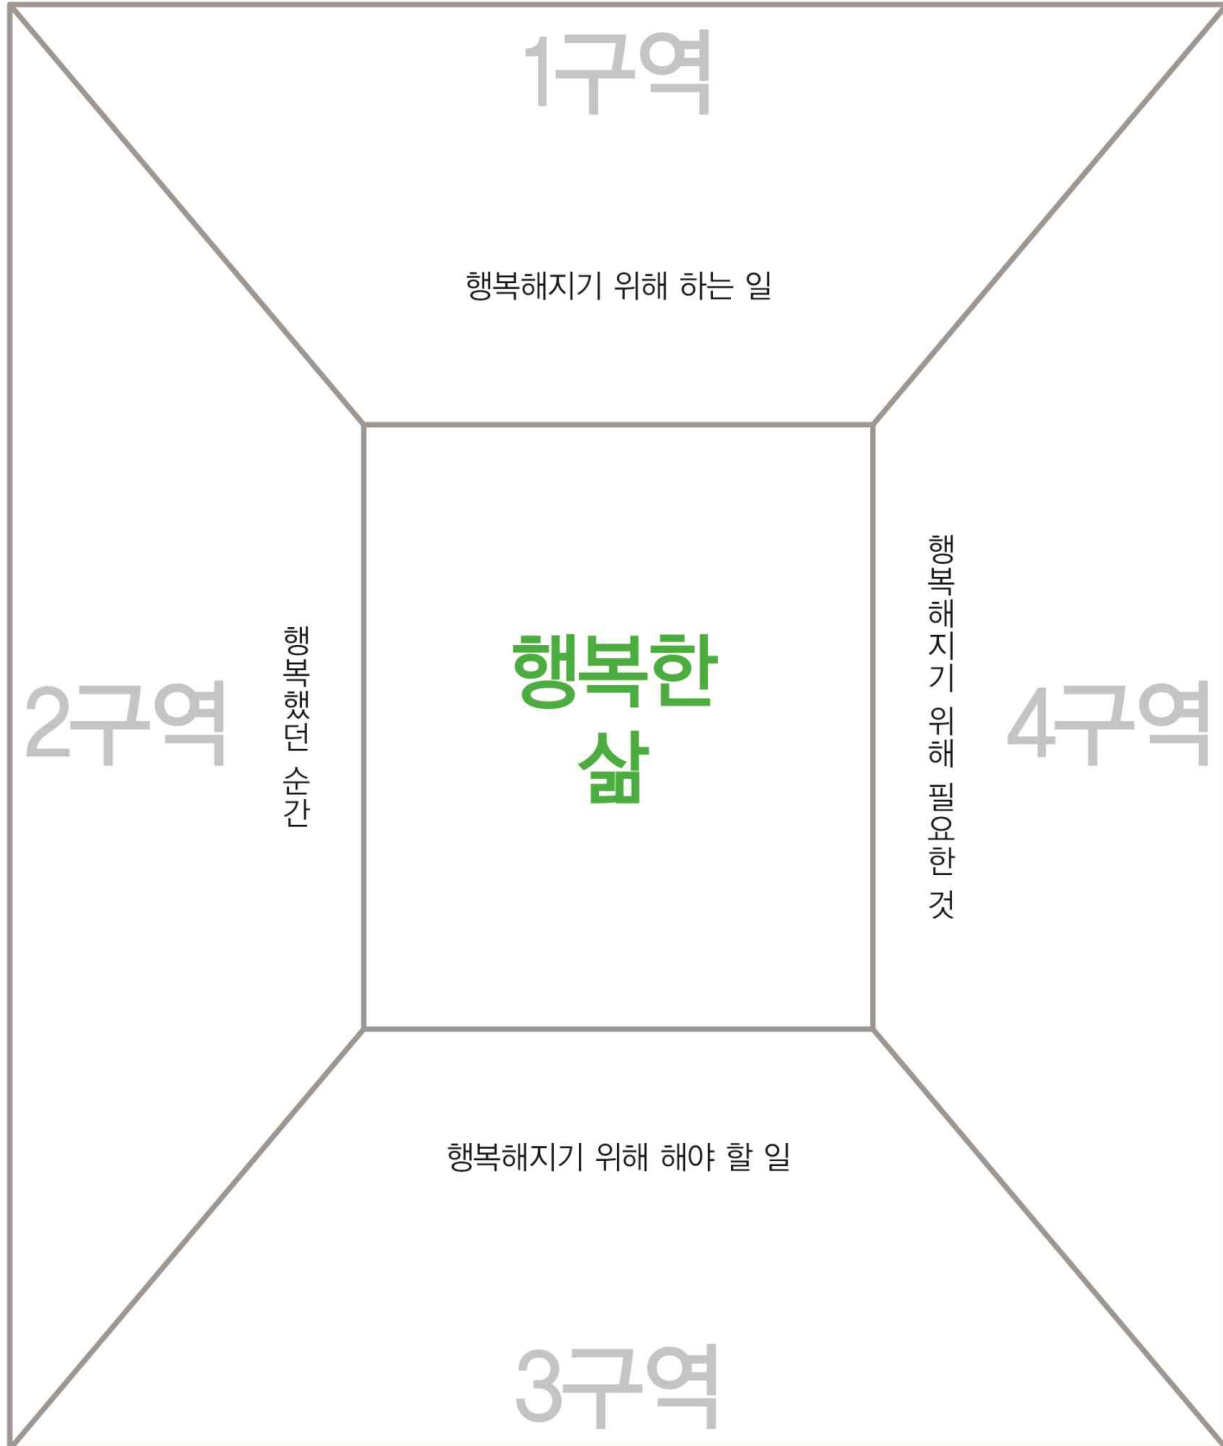 1구역
행복해지기 위해 하는 일
2구역
행복했던 순간
행복한
삶
행복해지기 위해 필요한 것
4구역
행복해지기 위해 해야 할 일
3구역